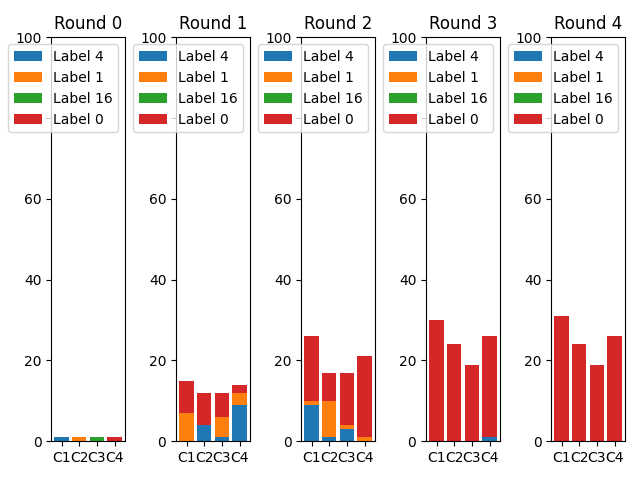 Round 0 Round 1 Round 2 Round 3 Round 4
100 100 100 100 100
Label 4 Label 4 Label 4 Label 4 Label 4
Label 1 Label 1 Label 1 Label 1 Label 1
Label 16 Label 16 Label 16 Label 16 Label 16
Label 0 Label 0 Label 0 Label 0 Label 0
60 60 60 60 60
40 40 40 40 40
20 20 20 20 20
0 0 0 0 0
C1C2C3C4 C1C2C3C4 C1C2C3C4 C1C2C3C4 C1C2C3C4